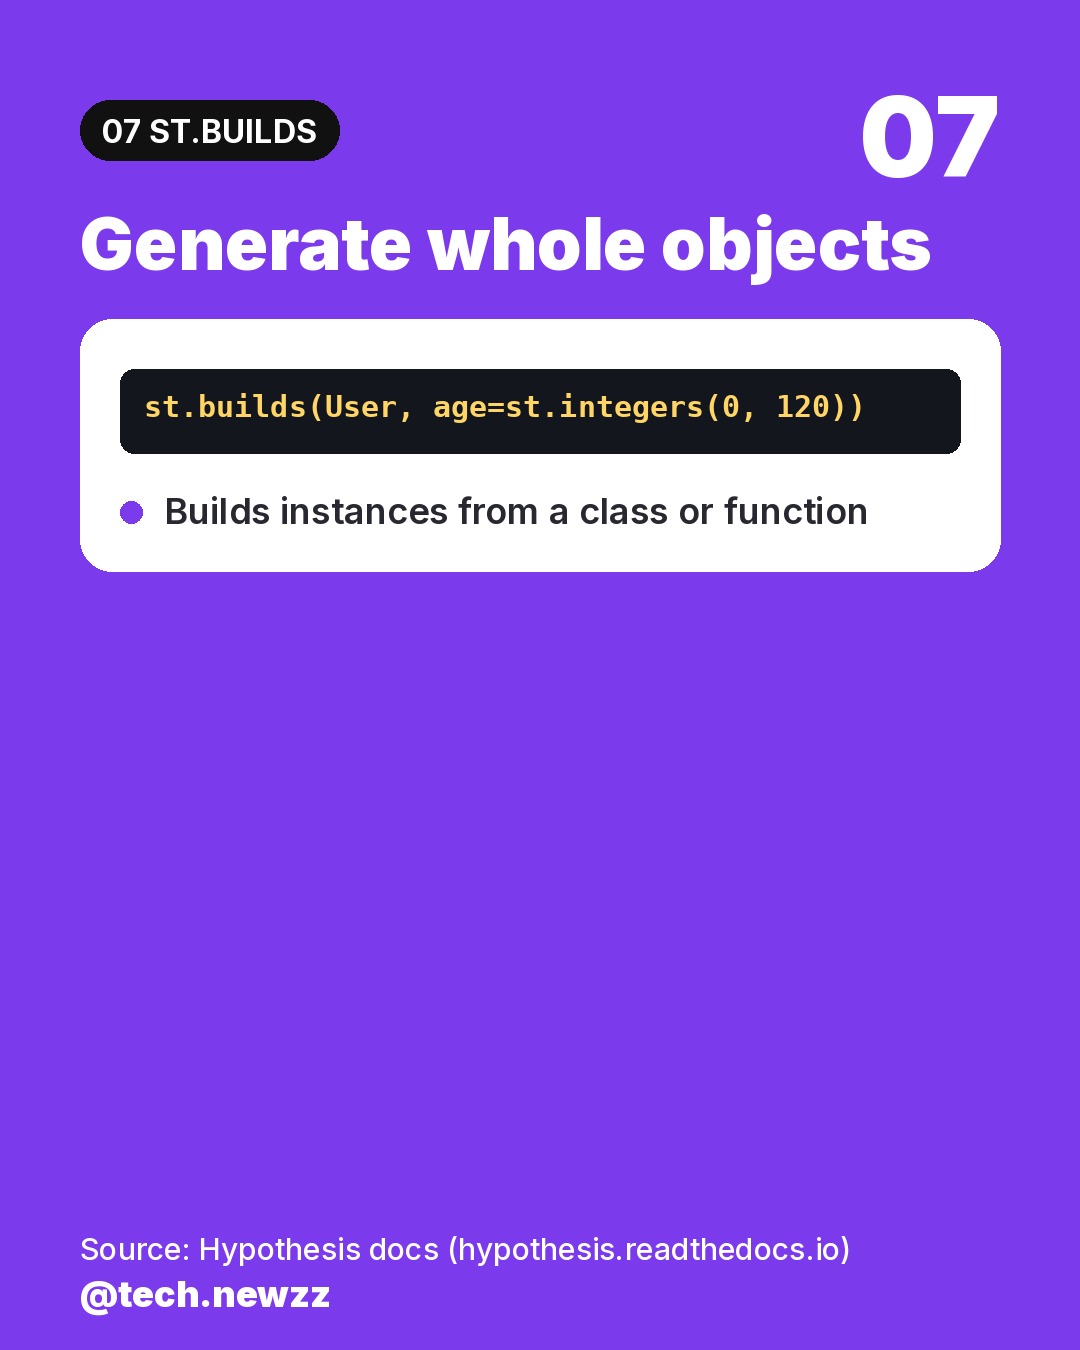 07 ST.BUILDS
07
Generate whole objects
st.builds(User, age=st.integers(0, 120))
Builds instances from a class or function
Source: Hypothesis docs (hypothesis.readthedocs.io)
@tech.newzz